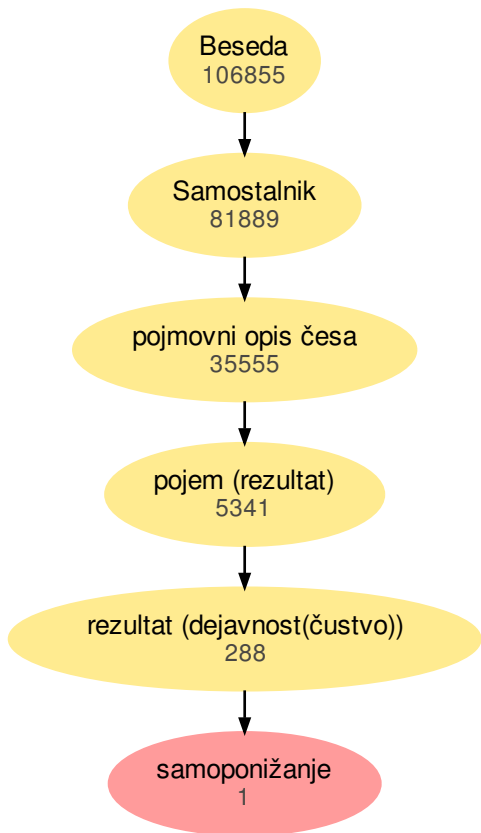 Beseda
106855
Samostalnik
81889
pojmovni opis česa
35555
pojem (rezultat)
5341
rezultat (dejavnost(čustvo))
288
samoponižanje
1